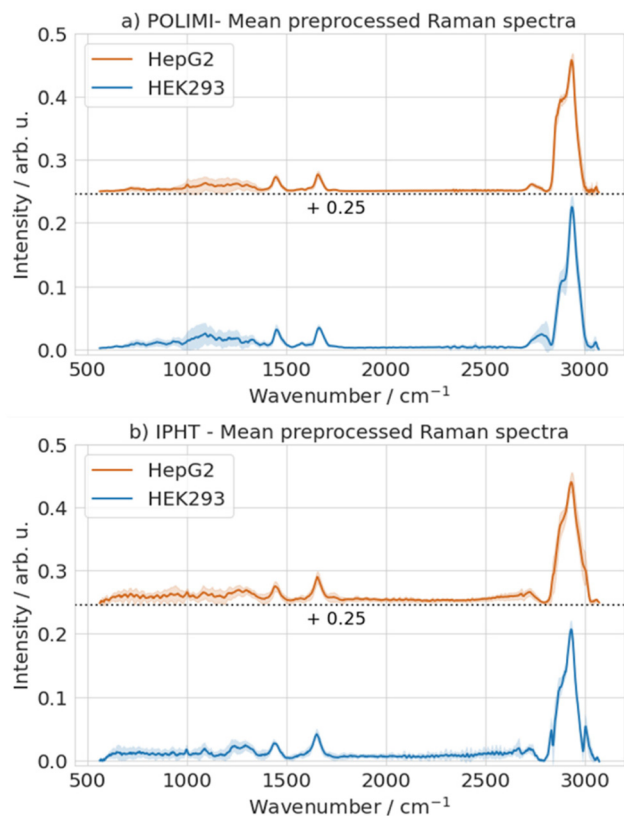 a) POLIMI- Mean preprocessed Raman spectra
0.5
HepG2
HEK293
0.4
0.3
+ 0.25
0.2
0.1
0.0
Intensity / arb. u.
500 1000 1500 2000 2500 3000
Wavenumber / cm⁻¹
b) IPHT - Mean preprocessed Raman spectra
0.5
HepG2
HEK293
0.4
0.3
+ 0.25
0.2
0.1
0.0
Intensity / arb. u.
500 1000 1500 2000 2500 3000
Wavenumber / cm⁻¹